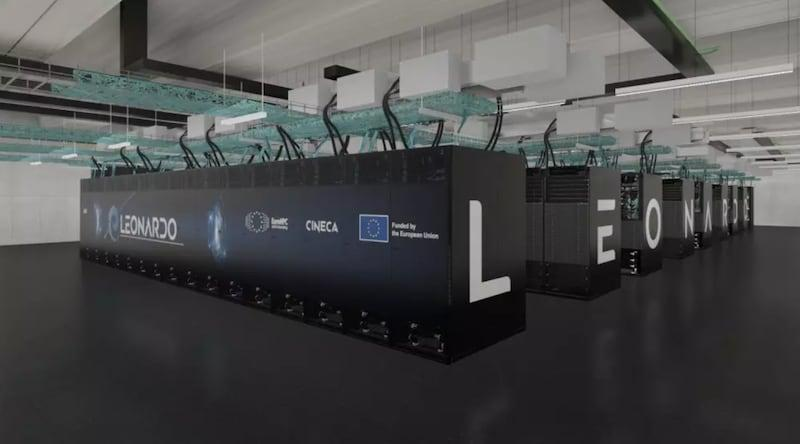 LEONARDO
EuroHPC
CINECA
Funded by
the European Union
L
E
O
N
A
R
D